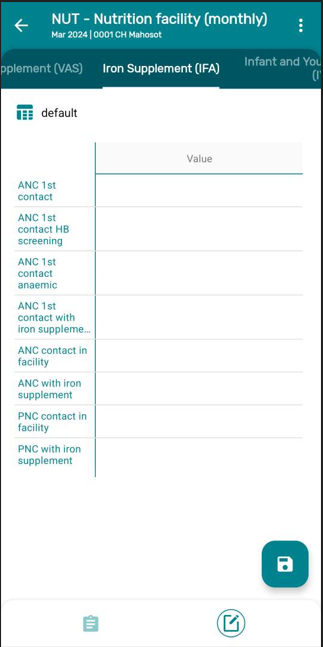 NUT - Nutrition facility (monthly)
Mar 2024 | 0001 CH Mahosot
pplement (VAS)
Iron Supplement (IFA)
Infant and You
(I
default
Value
ANC 1st
contact
ANC 1st
contact HB
screening
ANC 1st
contact
anaemic
ANC 1st
contact with
iron suppleme...
ANC contact in
facility
ANC with iron
supplement
PNC contact in
facility
PNC with iron
supplement